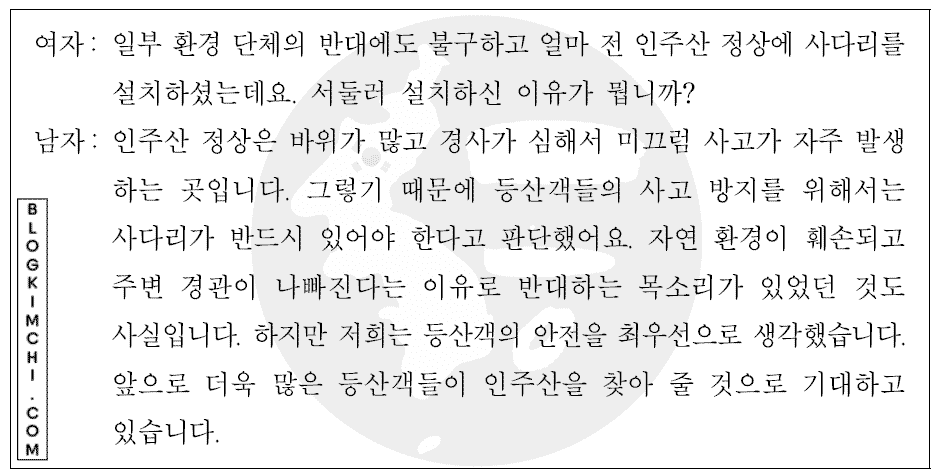 여자 : 일부 환경 단체의 반대에도 불구하고 얼마 전 인주산 정상에 사다리를
설치하셨는데요. 서둘러 설치하신 이유가 뭡니까?
남자 : 인주산 정상은 바위가 많고 경사가 심해서 미끄럼 사고가 자주 발생
하는 곳입니다. 그렇기 때문에 등산객들의 사고 방지를 위해서는
사다리가 반드시 있어야 한다고 판단했어요. 자연 환경이 훼손되고
주변 경관이 나빠진다는 이유로 반대하는 목소리가 있었던 것도
사실입니다. 하지만 저희는 등산객의 안전을 최우선으로 생각했습니다.
앞으로 더욱 많은 등산객들이 인주산을 찾아 줄 것으로 기대하고
있습니다.
BLOGKIMCHI.COM